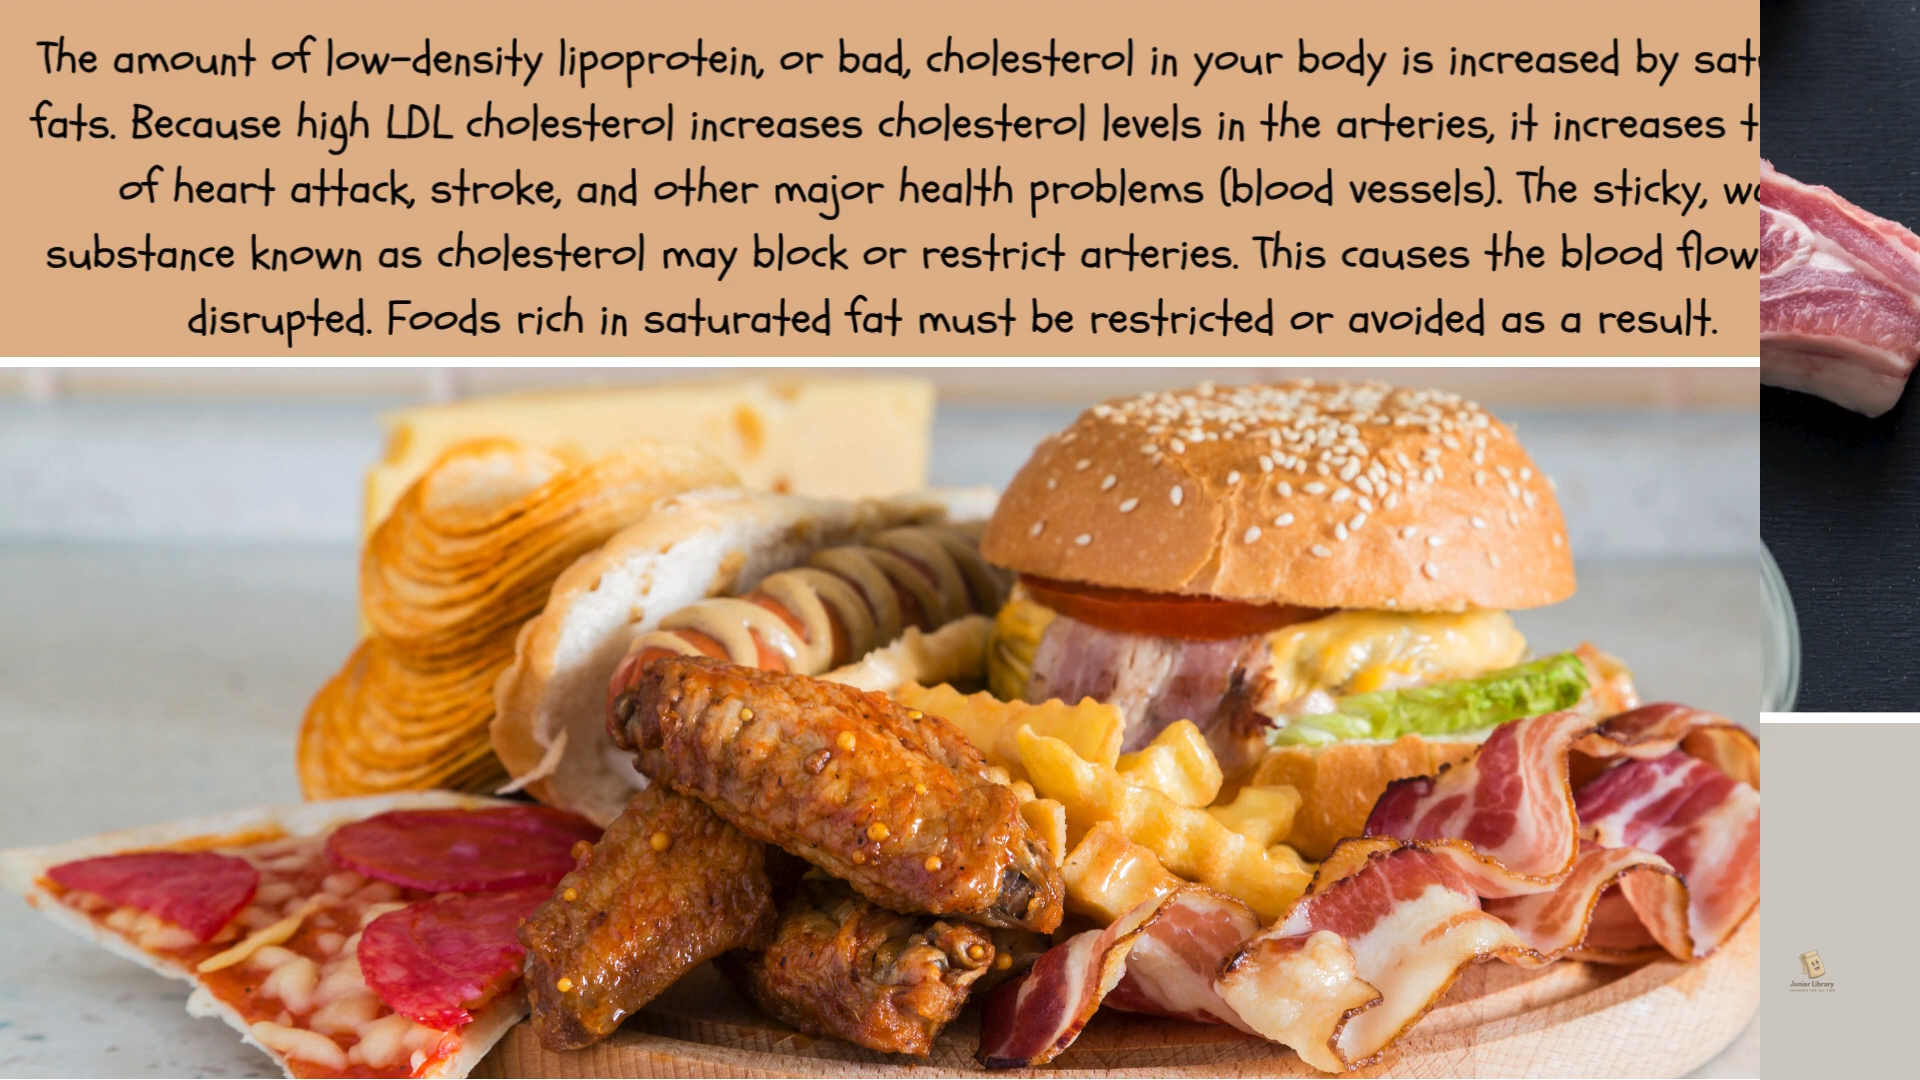 The amount of low-density lipoprotein, or bad, cholesterol in your body is increased by
fats. Because high LDL cholesterol increases cholesterol levels in the arteries, it increases
of heart attack, stroke, and other major health problems (blood vessels). The sticky,
substance known as cholesterol may block or restrict arteries. This causes the blood flow
disrupted. Foods rich in saturated fat must be restricted or avoided as a result.
Junior Library